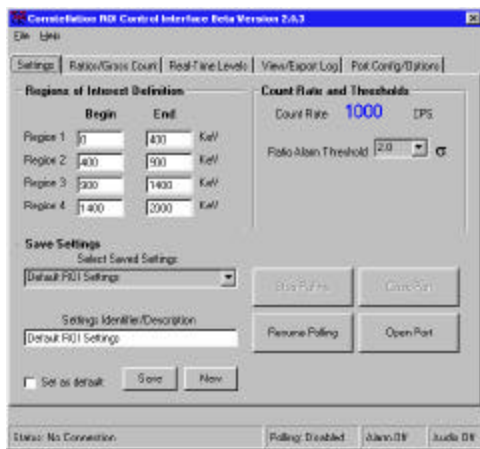 Constellation ROI Control Interface Beta Version 2.0.3
File Help
Settings Ratios/Gross Count Real-Time Levels View/Export Log Port Config/Options
Regions of Interest Definition
Begin End
Region 1 0 400 KeV
Region 2 400 900 KeV
Region 3 900 1400 KeV
Region 4 1400 2000 KeV
Count Rate and Thresholds
Count Rate 1000 CPS
Ratio Alarm Threshold 2.0 σ
Save Settings
Select Saved Settings
Default ROI Settings
Settings Identifier/Description
Default ROI Settings
Set as default Save New
Close Port
Resume Polling Open Port
Status: No Connection Polling: Disabled Alarm Off Audio Off